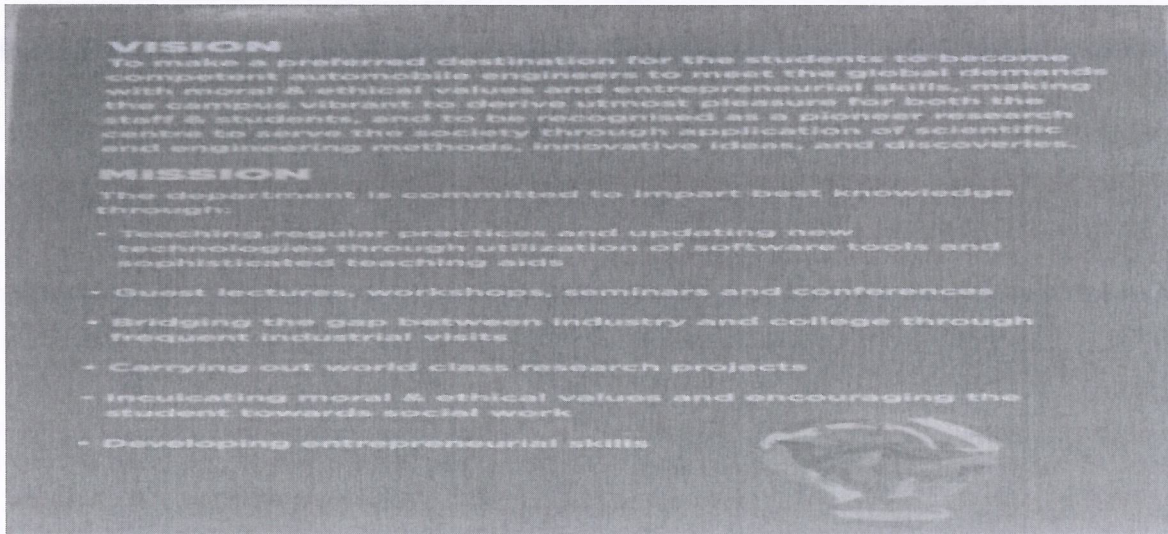 VISION
To make a preferred destination for the students to become
competent automobile engineers to meet the global demands
with moral & ethical values and entrepreneurial skills, making
the campus vibrant to derive utmost pleasure for both the
staff & students, and to be recognised as a pioneer research
centre to serve the society through application of scientific
and engineering methods, innovative ideas, and discoveries.
MISSION
The department is committed to impart best knowledge
through:
• Teaching,regular practices and updating new
technologies through utilization of software tools and
sophisticated teaching aids
• Guest lectures, workshops, seminars and conferences
• Bridging the gap between industry and college through
frequent industrial visits
• Carrying out world class research projects
• Inculcating moral & ethical values and encouraging the
student towards social work
• Developing entrepreneurial skills